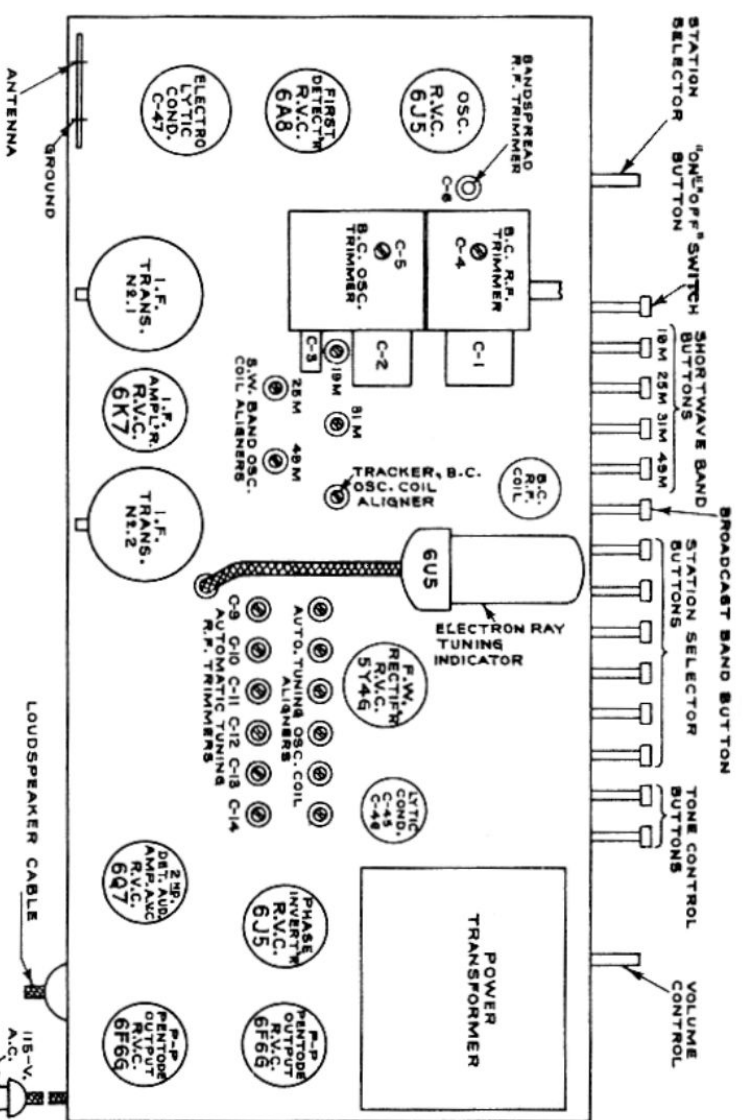 STATION
SELECTOR
"ON"-"OFF" SWITCH
BUTTON
SHORTWAVE BAND
BUTTONS
19M 25M 31M 49M
BROADCAST BAND BUTTON
STATION SELECTOR
BUTTONS
TONE CONTROL
BUTTONS
VOLUME
CONTROL
OSC.
R.V.C.
6J5
BANDSPREAD
R.F. TRIMMER
C-6
B.C. R.F.
TRIMMER
C-4
C-1
B.C. R.F.
COIL
6U5
ELECTRON RAY
TUNING
INDICATOR
F.W.
RECTIF'R
R.V.C.
5Y4G
LYTIC
COND.
C-45
C-46
POWER
TRANSFORMER
FIRST
DETECT'R
R.V.C.
6A8
B.C. OSC.
TRIMMER
C-5
C-2
C-3
19M
31M
25M
49M
S.W. BAND OSC.
COIL ALIGNERS
TRACKER, B.C.
OSC. COIL
ALIGNER
AUTO. TUNING OSC. COIL
ALIGNERS
C-9 C-10 C-11 C-12 C-13 C-14
AUTOMATIC TUNING
R.F. TRIMMERS
PHASE
INVERT'R
R.V.C.
6J5
P-P
PENTODE
OUTPUT
R.V.C.
6F6G
ELECTRO
LYTIC
COND.
C-47
I.F.
TRANS.
Nº.1
I.F.
AMPL'R.
R.V.C.
6K7
I.F.
TRANS.
Nº.2
2ND.
DET. AUD.
AMP. A.V.C
R.V.C.
6Q7
P-P
PENTODE
OUTPUT
R.V.C.
6F6G
ANTENNA
GROUND
LOUDSPEAKER CABLE
115-V.
A.C.